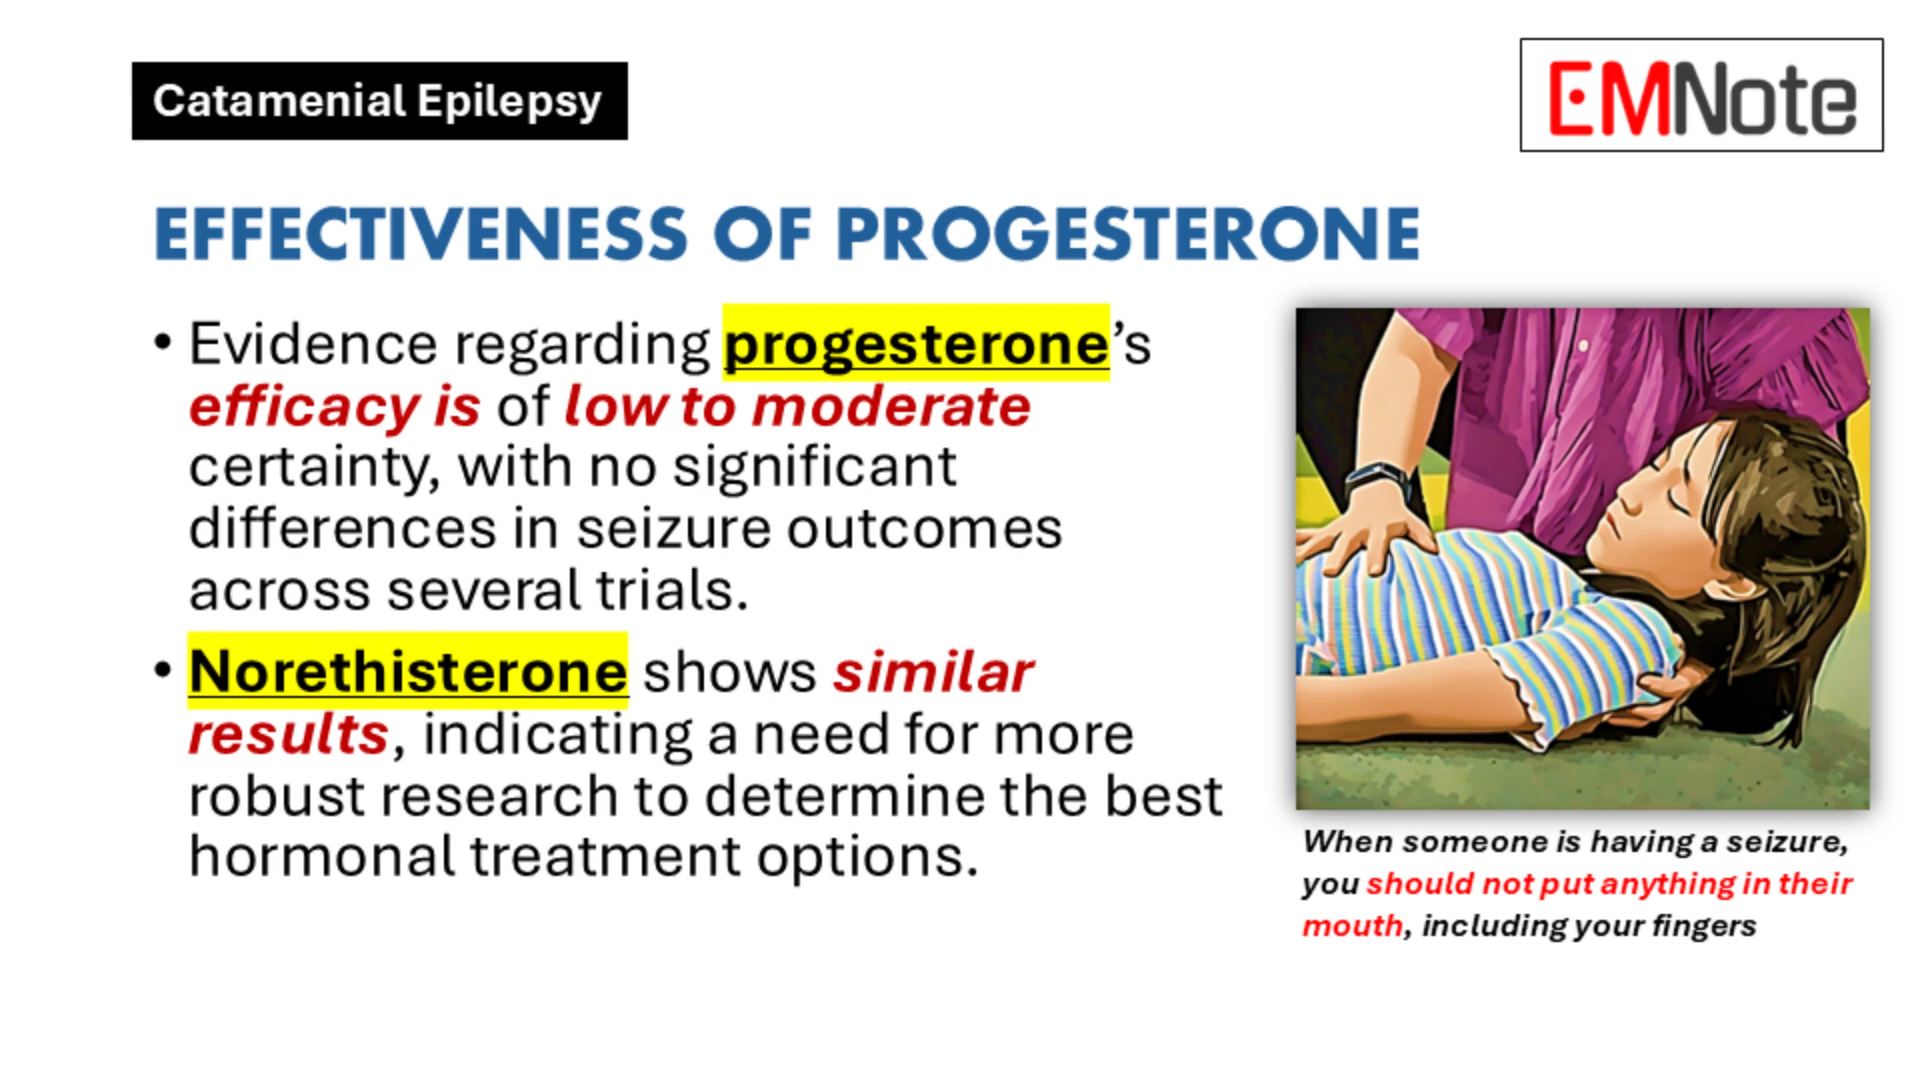 Catamenial Epilepsy
EMNote
EFFECTIVENESS OF PROGESTERONE
• Evidence regarding progesterone’s
efficacy is of low to moderate
certainty, with no significant
differences in seizure outcomes
across several trials.
• Norethisterone shows similar
results, indicating a need for more
robust research to determine the best
hormonal treatment options.
When someone is having a seizure,
you should not put anything in their
mouth, including your fingers